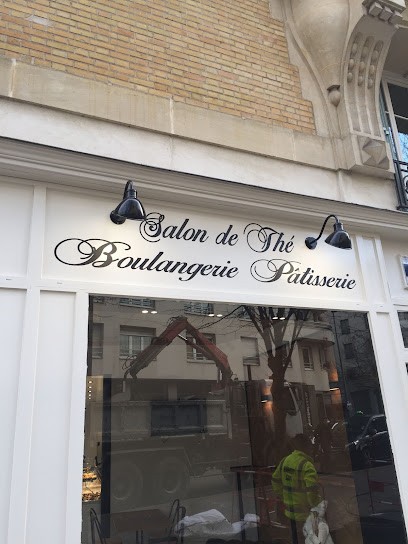 Salon de Thé
Boulangerie Pâtisserie